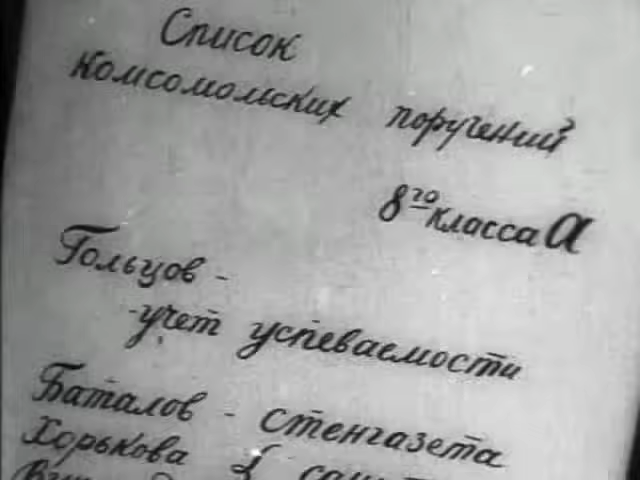 Список
комсомольских поручений
8го класса а
Гольцов -
- учет успеваемости
Баталов - стенгазета
Хорькова {